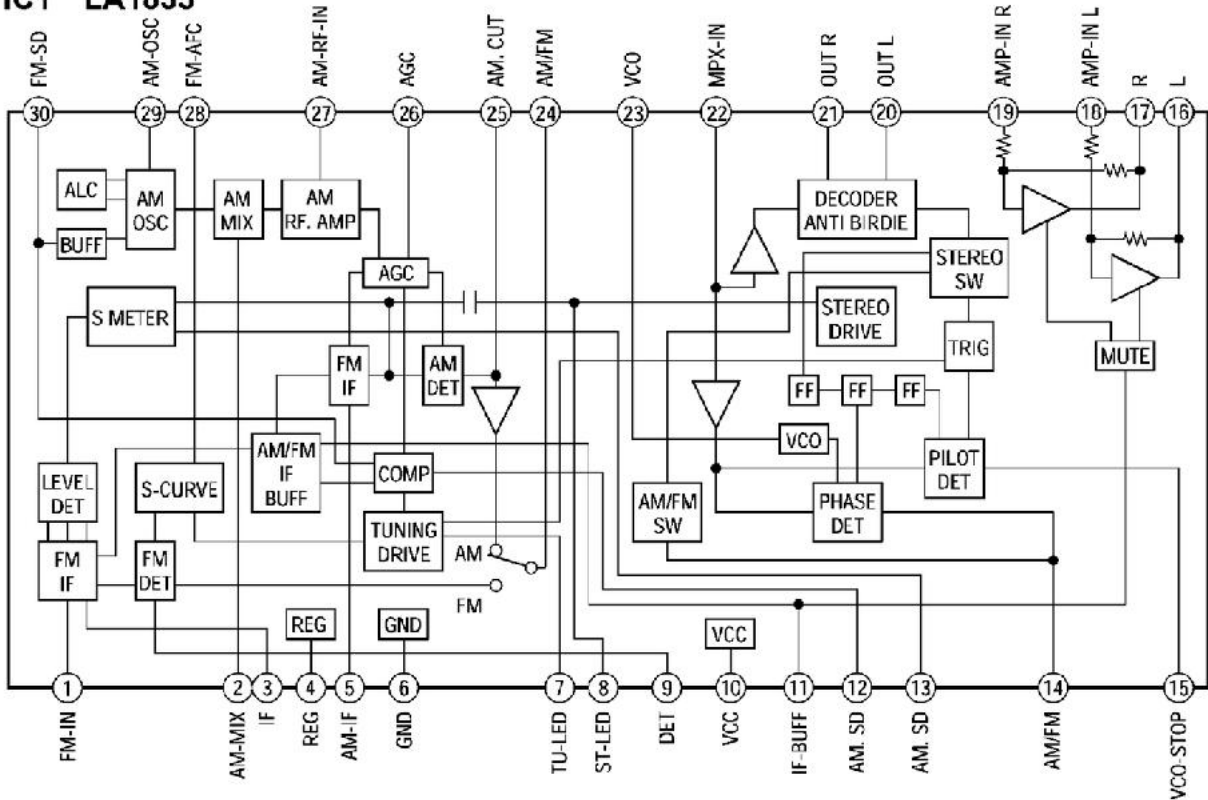 IC1 LA1833
FM-SD
AM-OSC
FM-AFC
AM-RF-IN
AGC
AM. CUT
AM/FM
VCO
MPX-IN
OUT R
OUT L
AMP-IN R
AMP-IN L
R
L
30
29
28
27
26
25
24
23
22
21
20
19
18
17
16
ALC
AM
OSC
AM
MIX
AM
RF. AMP
DECODER
ANTI BIRDIE
BUFF
AGC
STEREO
SW
S METER
STEREO
DRIVE
FM
IF
AM
DET
TRIG
MUTE
FF
FF
FF
AM/FM
IF
BUFF
VCO
COMP
PILOT
DET
LEVEL
DET
S-CURVE
AM/FM
SW
PHASE
DET
TUNING
DRIVE
FM
IF
FM
DET
AM
FM
REG
GND
VCC
1
2
3
4
5
6
7
8
9
10
11
12
13
14
15
FM-IN
AM-MIX
IF
REG
AM-IF
GND
TU-LED
ST-LED
DET
VCC
IF-BUFF
AM. SD
AM. SD
AM/FM
VCO-STOP